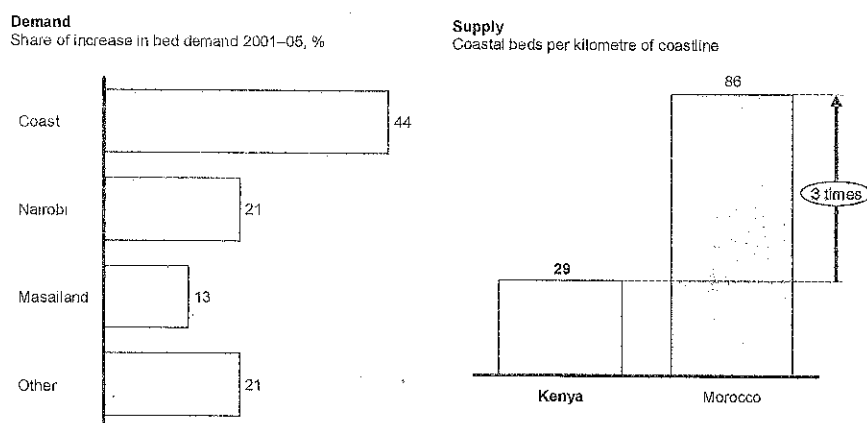 Demand
Share of increase in bed demand 2001–05, %
Coast
44
Nairobi
21
Masailand
13
Other
21
Supply
Coastal beds per kilometre of coastline
86
3 times
29
Kenya
Morocco